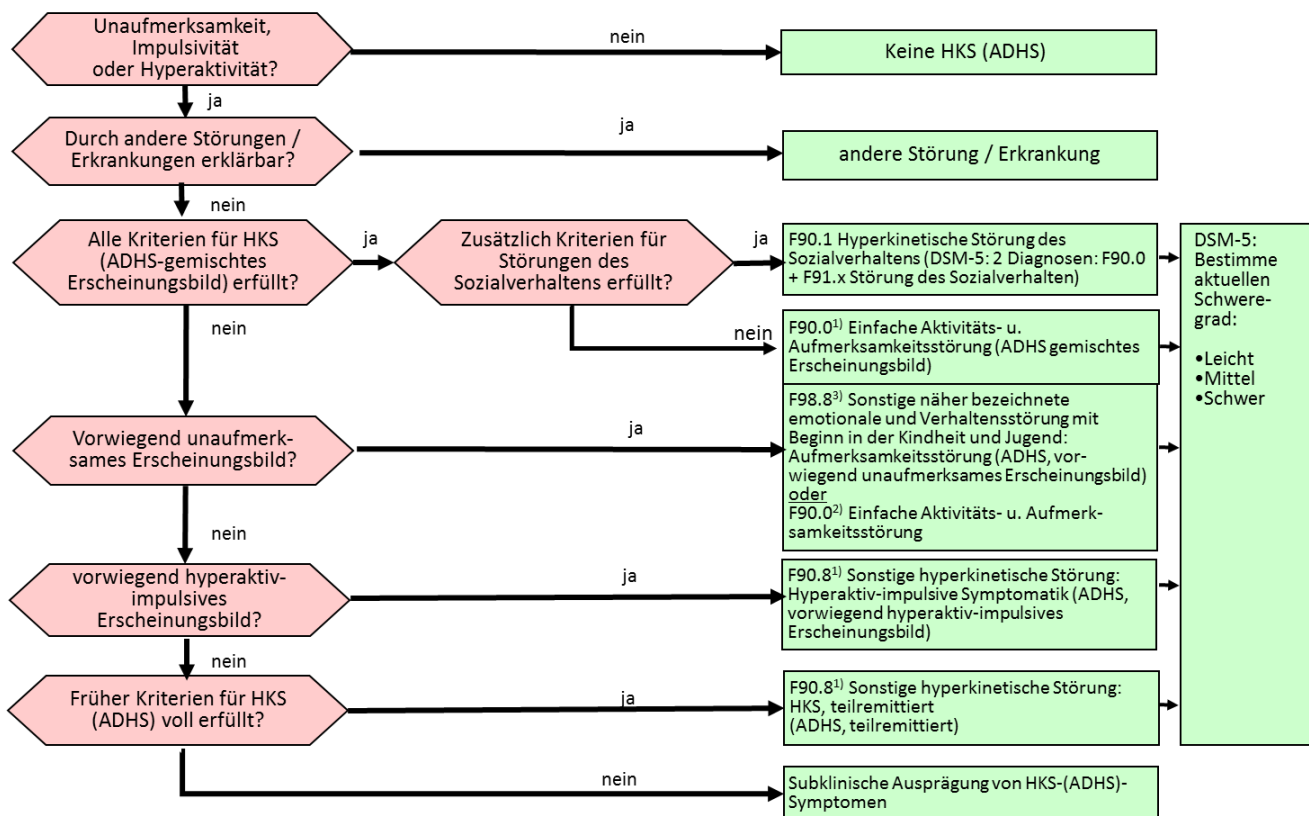 Unaufmerksamkeit,
Impulsivität
oder Hyperaktivität?
nein
Keine HKS (ADHS)
ja
Durch andere Störungen /
Erkrankungen erklärbar?
ja
andere Störung / Erkrankung
nein
Alle Kriterien für HKS
(ADHS-gemischtes
Erscheinungsbild) erfüllt?
ja
Zusätzlich Kriterien für
Störungen des
Sozialverhaltens erfüllt?
ja
F90.1 Hyperkinetische Störung des
Sozialverhaltens (DSM-5: 2 Diagnosen: F90.0
+ F91.x Störung des Sozialverhalten)
DSM-5:
Bestimme
aktuellen
Schwere-
grad:
•Leicht
•Mittel
•Schwer
nein
nein
F90.0¹⁾ Einfache Aktivitäts- u.
Aufmerksamkeitsstörung (ADHS gemischtes
Erscheinungsbild)
Vorwiegend unaufmerk-
sames Erscheinungsbild?
ja
F98.8³⁾ Sonstige näher bezeichnete
emotionale und Verhaltensstörung mit
Beginn in der Kindheit und Jugend:
Aufmerksamkeitsstörung (ADHS, vor-
wiegend unaufmerksames Erscheinungsbild)
oder
F90.0²⁾ Einfache Aktivitäts- u. Aufmerk-
samkeitsstörung
nein
vorwiegend hyperaktiv-
impulsives
Erscheinungsbild?
ja
F90.8¹⁾ Sonstige hyperkinetische Störung:
Hyperaktiv-impulsive Symptomatik (ADHS,
vorwiegend hyperaktiv-impulsives
Erscheinungsbild)
nein
Früher Kriterien für HKS
(ADHS) voll erfüllt?
ja
F90.8¹⁾ Sonstige hyperkinetische Störung:
HKS, teilremittiert
(ADHS, teilremittiert)
nein
Subklinische Ausprägung von HKS-(ADHS)-
Symptomen